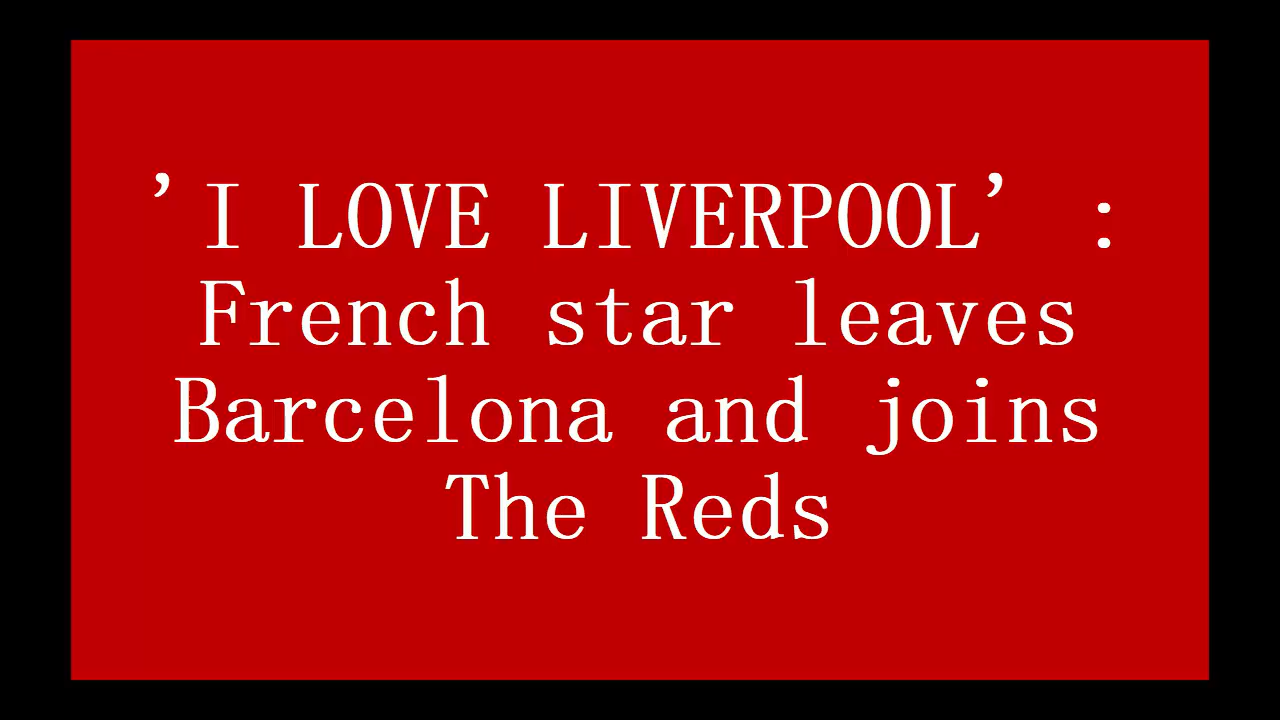 'I LOVE LIVERPOOL' :
French star leaves
Barcelona and joins
The Reds